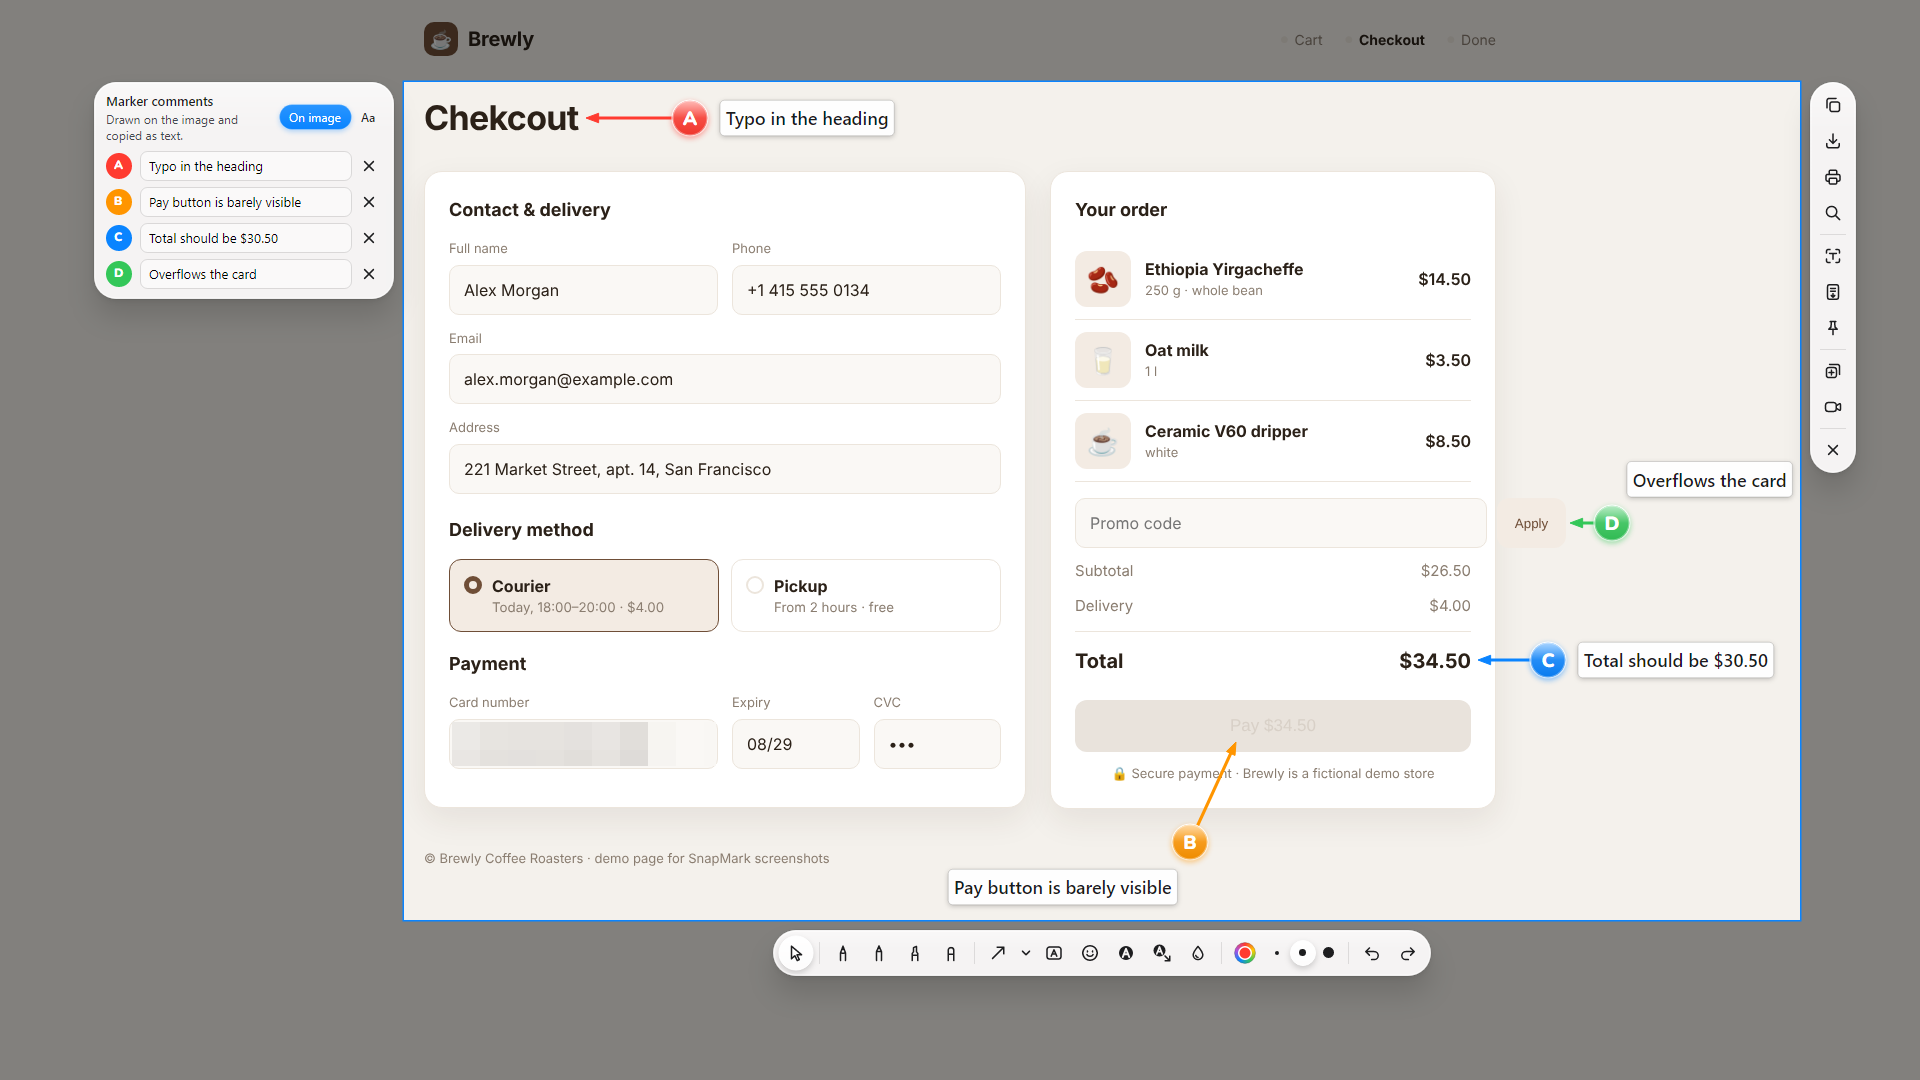 Brewly
Cart
Checkout
Done
Marker comments
Drawn on the image and
copied as text.
On image
Aa
A
Typo in the heading
B
Pay button is barely visible
C
Total should be $30.50
D
Overflows the card
Chekcout
A
Typo in the heading
Contact & delivery
Full name
Phone
Alex Morgan
+1 415 555 0134
Email
alex.morgan@example.com
Address
221 Market Street, apt. 14, San Francisco
Delivery method
Courier
Today, 18:00–20:00 · $4.00
Pickup
From 2 hours · free
Payment
Card number
Expiry
CVC
08/29
•••
Your order
Ethiopia Yirgacheffe
250 g · whole bean
$14.50
Oat milk
1 l
$3.50
Ceramic V60 dripper
white
$8.50
Overflows the card
Promo code
Apply
D
Subtotal
$26.50
Delivery
$4.00
Total
$34.50
C
Total should be $30.50
Pay $34.50
Secure payment · Brewly is a fictional demo store
B
Pay button is barely visible
© Brewly Coffee Roasters · demo page for SnapMark screenshots